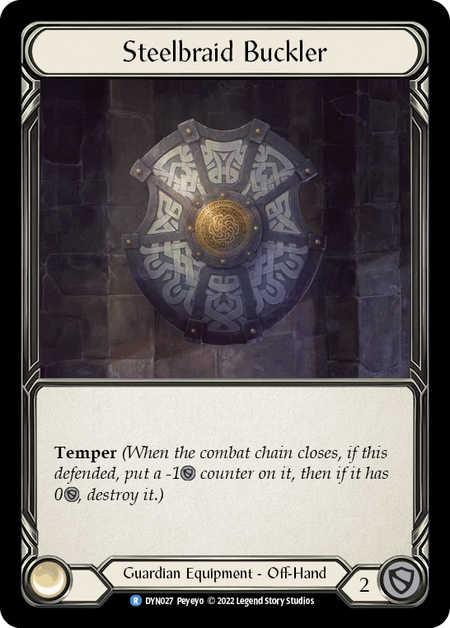 Steelbraid Buckler
Temper (When the combat chain closes, if this
defended, put a -1 counter on it, then if it has
0, destroy it.)
Guardian Equipment - Off-Hand
2
R DYN027 Peyeyo © 2022 Legend Story Studios